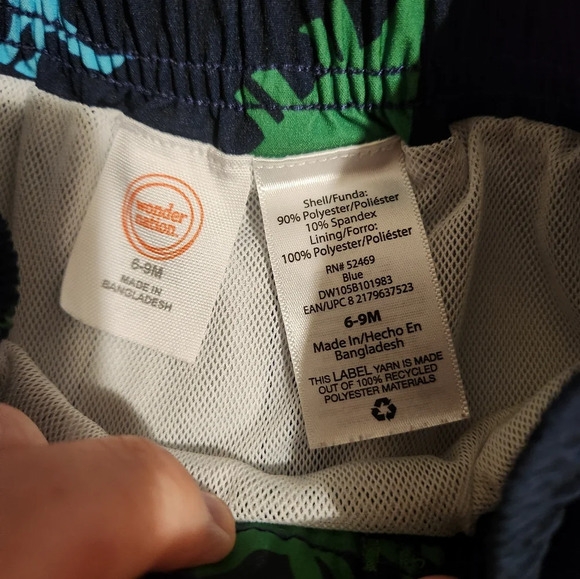 wonder
nation.
6-9M
MADE IN
BANGLADESH
Shell/Funda:
90% Polyester/Poliéster
10% Spandex
Lining/Forro:
100% Polyester/Poliéster
RN# 52469
Blue
DW105B101983
EAN/UPC 8 2179637523
6-9M
Made In/Hecho En
Bangladesh
THIS LABEL YARN IS MADE
OUT OF 100% RECYCLED
POLYESTER MATERIALS